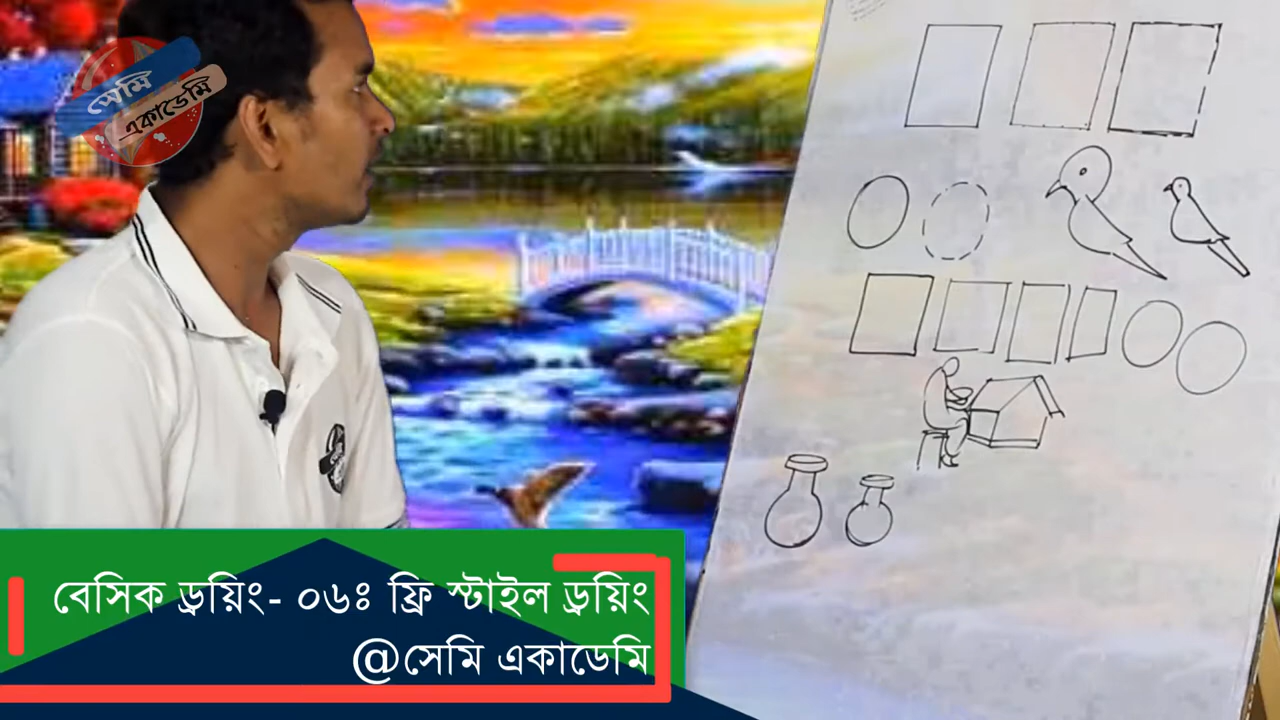 সেমি
একাডেমি
বেসিক ড্রয়িং- ০৬ঃ ফ্রি স্টাইল ড্রয়িং
@সেমি একাডেমি